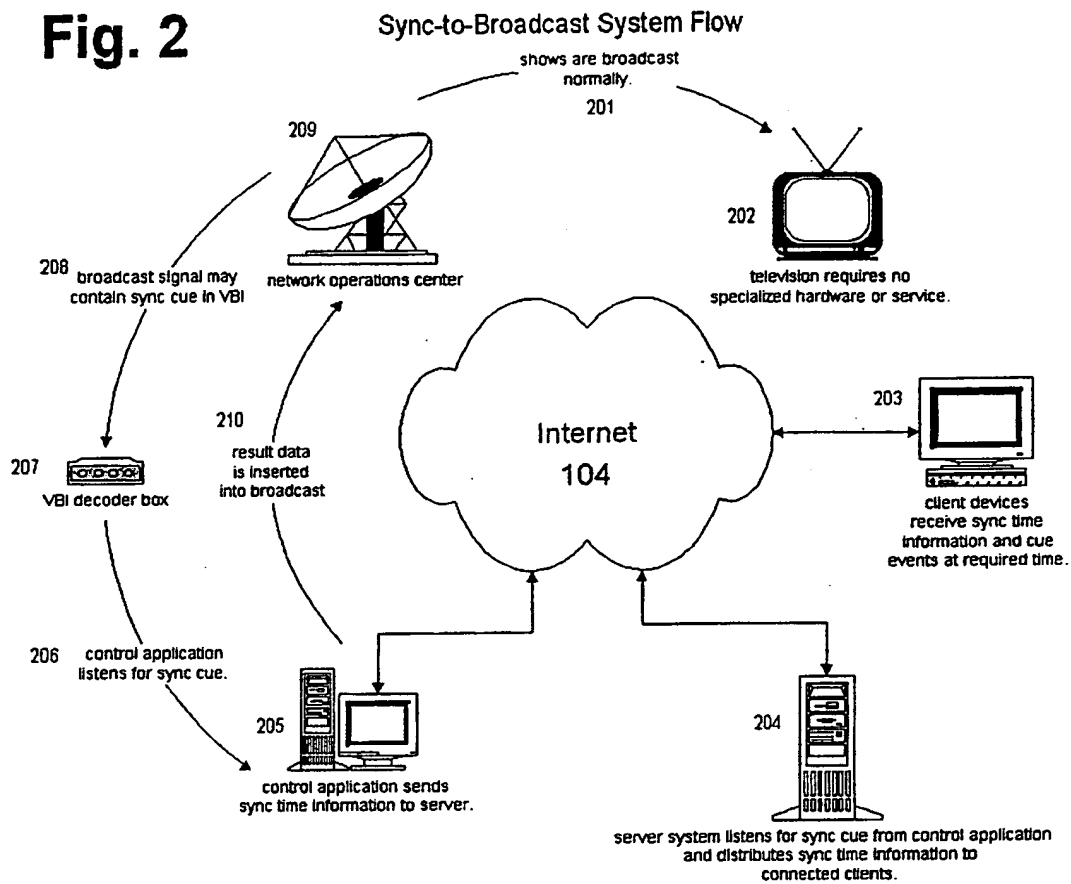 Fig. 2
Sync-to-Broadcast System Flow
shows are broadcast
normally.
201
209
202
208
broadcast signal may
contain sync cue in VBI
network operations center
television requires no
specialized hardware or service.
203
210
result data
is inserted
into broadcast
Internet
104
207
VBI decoder box
client devices
receive sync time
information and cue
events at required time.
206
control application
listens for sync cue.
205
204
control application sends
sync time information to server.
server system listens for sync cue from control application
and distributes sync time information to
connected clients.